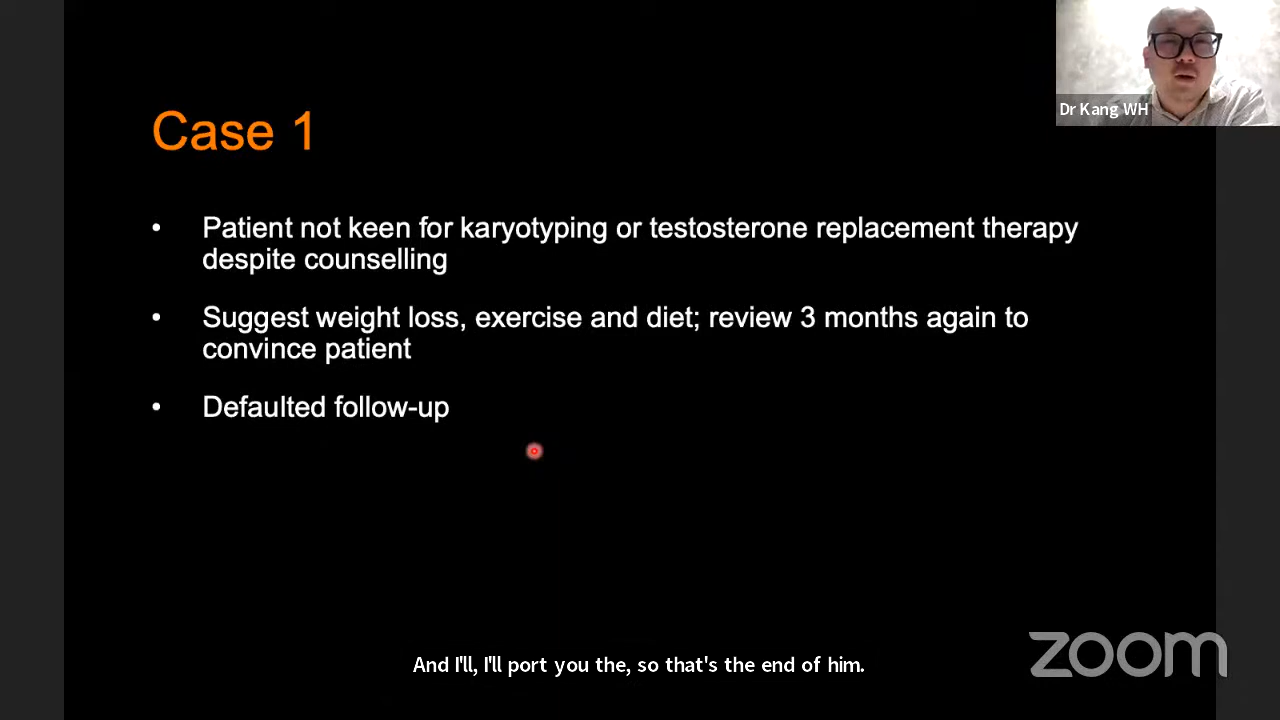 Dr Kang WH
Case 1
• Patient not keen for karyotyping or testosterone replacement therapy
despite counselling
• Suggest weight loss, exercise and diet; review 3 months again to
convince patient
• Defaulted follow-up
zoom
And I'll, I'll port you the, so that's the end of him.